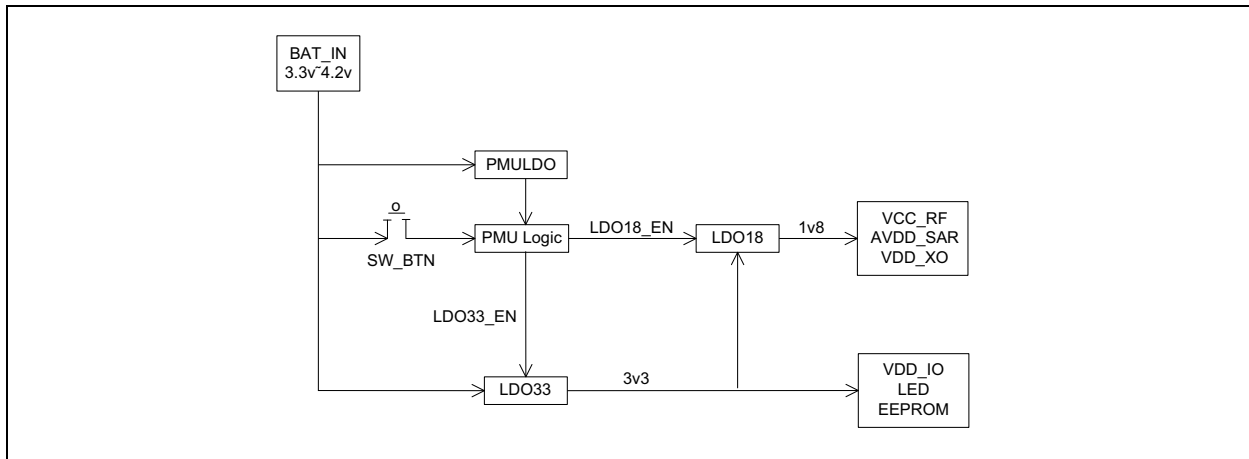 BAT_IN
3.3v~4.2v
PMULDO
o
SW_BTN
PMU Logic
LDO18_EN
LDO18
1v8
VCC_RF
AVDD_SAR
VDD_XO
LDO33_EN
LDO33
3v3
VDD_IO
LED
EEPROM